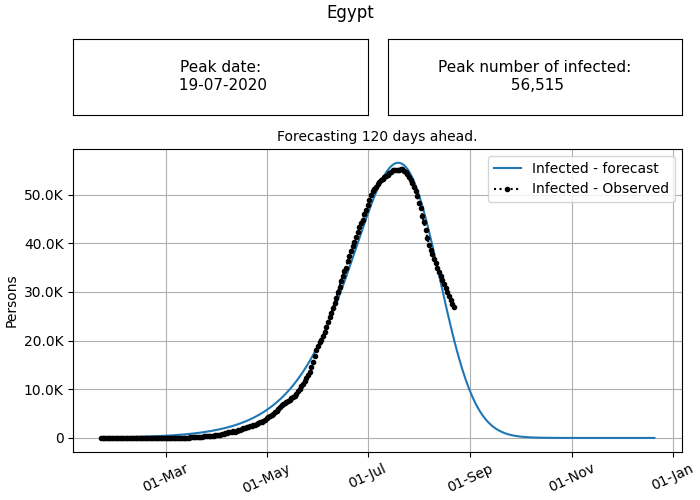 Egypt
Peak date:
19-07-2020
Peak number of infected:
56,515
Forecasting 120 days ahead.
Infected - forecast
Infected - Observed
Persons
50.0K
40.0K
30.0K
20.0K
10.0K
0
01-Mar
01-May
01-Jul
01-Sep
01-Nov
01-Jan